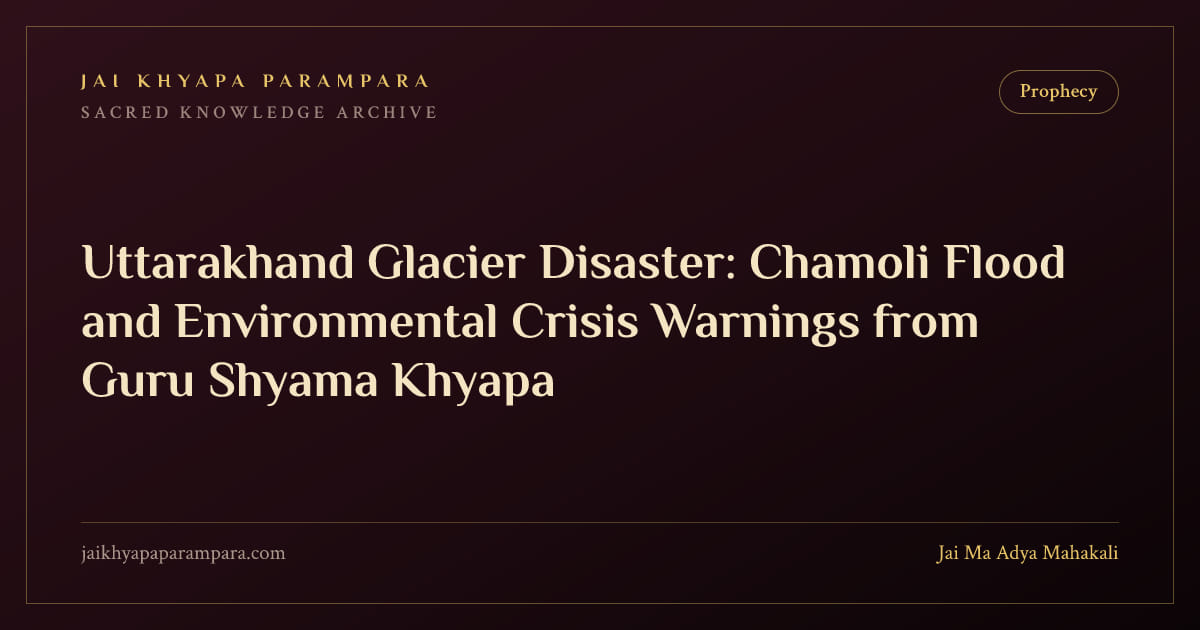 JAI KHYAPA PARAMPARA
SACRED KNOWLEDGE ARCHIVE
Prophecy
Uttarakhand Glacier Disaster: Chamoli Flood
and Environmental Crisis Warnings from
Guru Shyama Khyapa
jaikhyapaparampara.com
Jai Ma Adya Mahakali